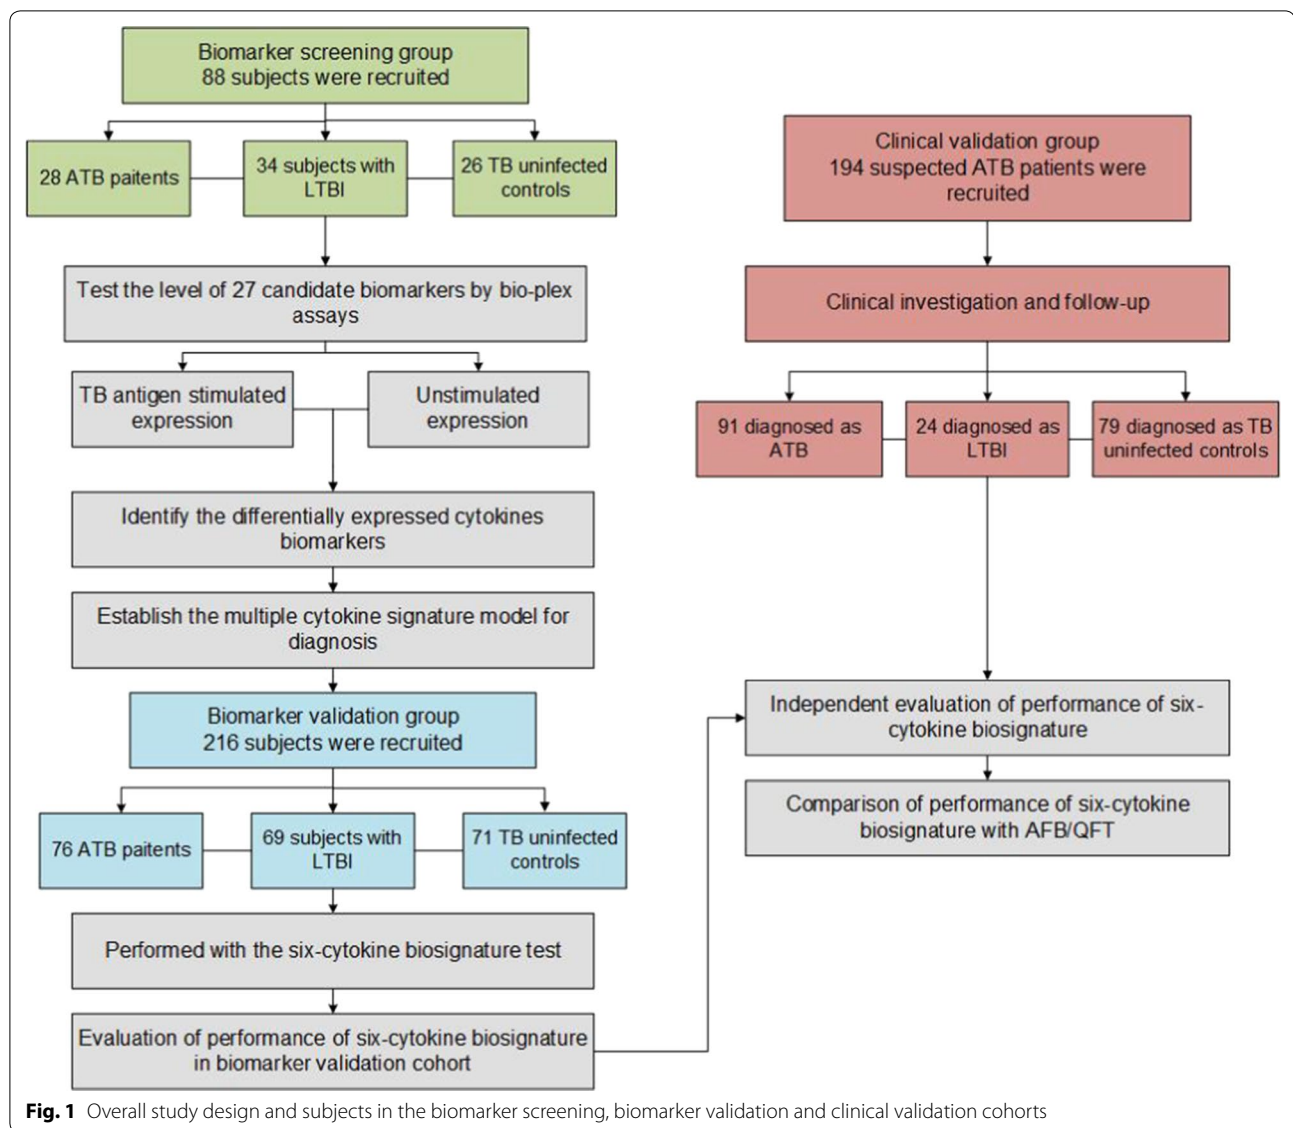 Biomarker screening group
88 subjects were recruited
28 ATB paitents
34 subjects with
LTBI
26 TB uninfected
controls
Test the level of 27 candidate biomarkers by bio-plex
assays
TB antigen stimulated
expression
Unstimulated
expression
Identify the differentially expressed cytokines
biomarkers
Establish the multiple cytokine signature model for
diagnosis
Biomarker validation group
216 subjects were recruited
76 ATB paitents
69 subjects with
LTBI
71 TB uninfected
controls
Performed with the six-cytokine biosignature test
Evaluation of performance of six-cytokine biosignature
in biomarker validation cohort
Clinical validation group
194 suspected ATB patients were
recruited
Clinical investigation and follow-up
91 diagnosed as
ATB
24 diagnosed as
LTBI
79 diagnosed as TB
uninfected controls
Independent evaluation of performance of six-
cytokine biosignature
Comparison of performance of six-cytokine
biosignature with AFB/QFT
Fig. 1 Overall study design and subjects in the biomarker screening, biomarker validation and clinical validation cohorts